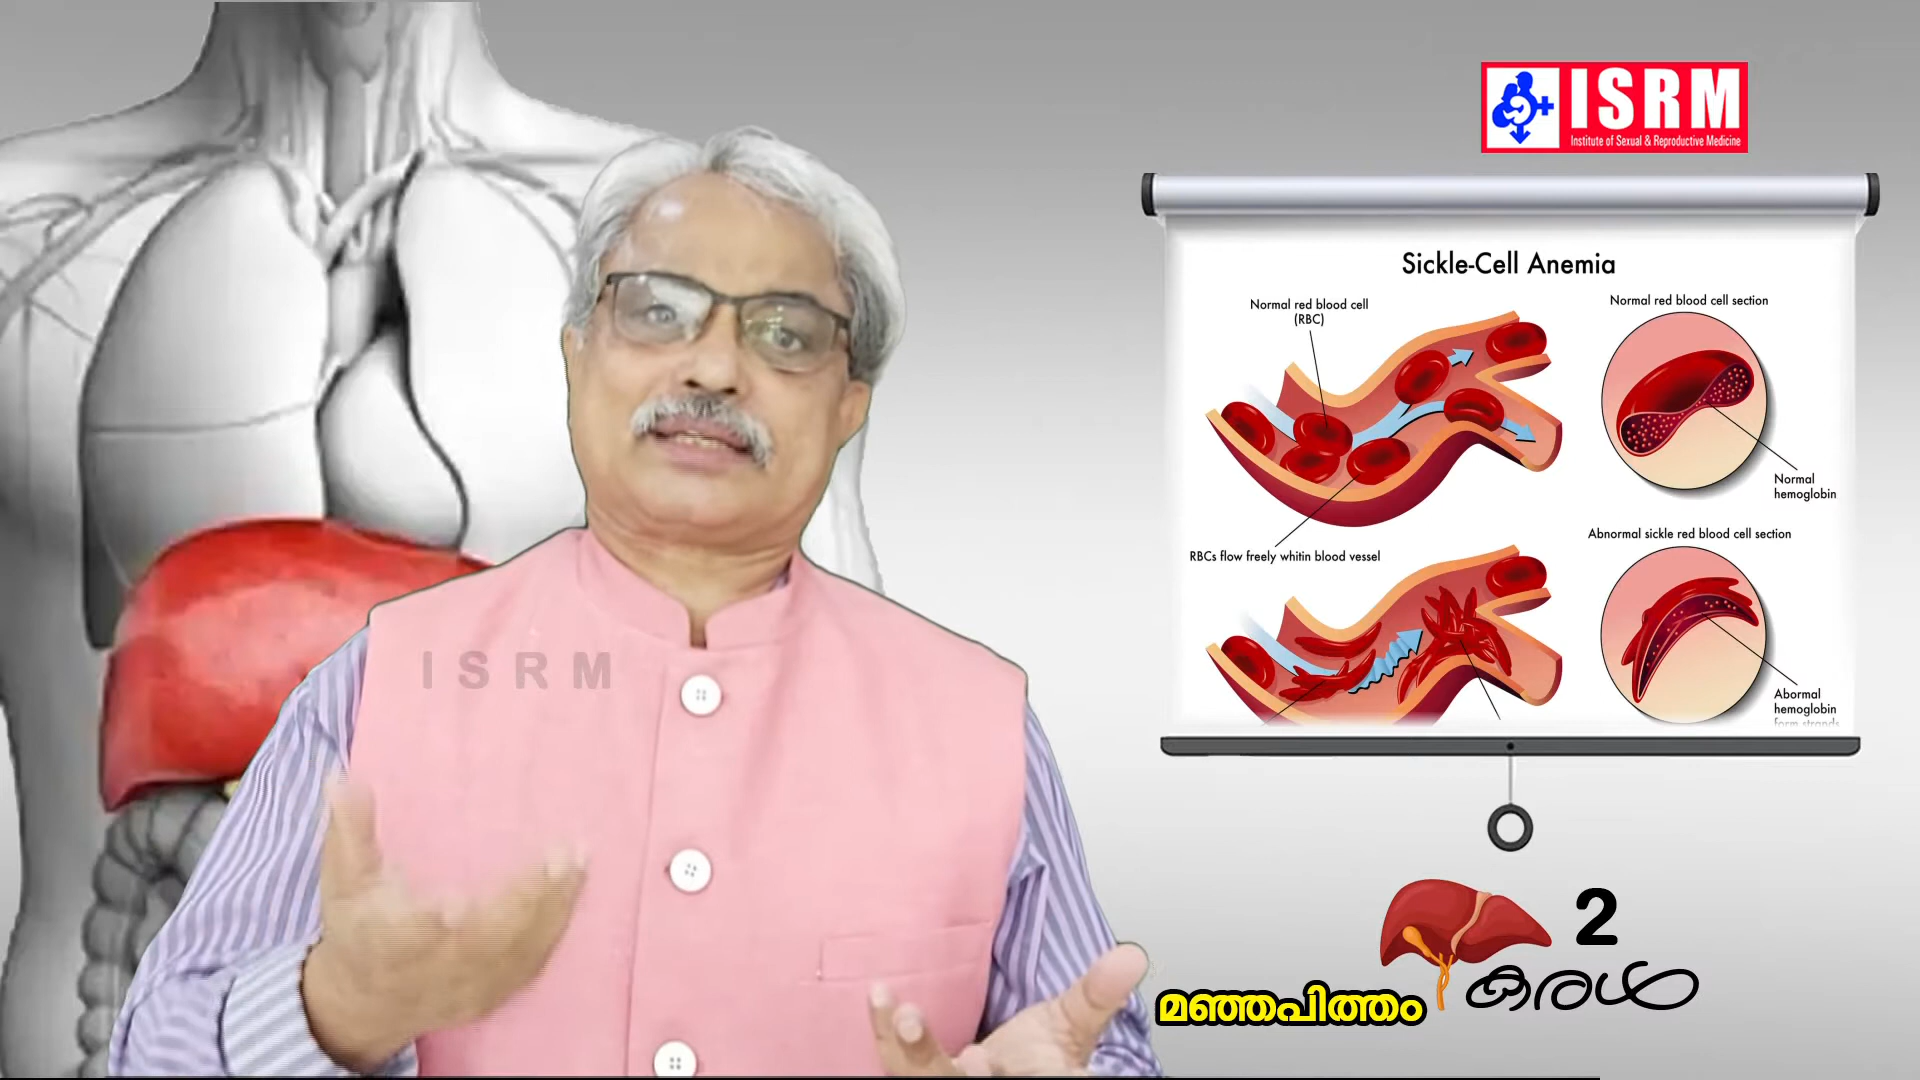 ISRM
Institute of Sexual & Reproductive Medicine
Sickle-Cell Anemia
Normal red blood cell
(RBC)
Normal red blood cell section
Normal
hemoglobin
RBCs flow freely whitin blood vessel
Abnormal sickle red blood cell section
Abormal
hemoglobin
form strands
I S R M
2
കരൾ
മഞ്ഞപിത്തം